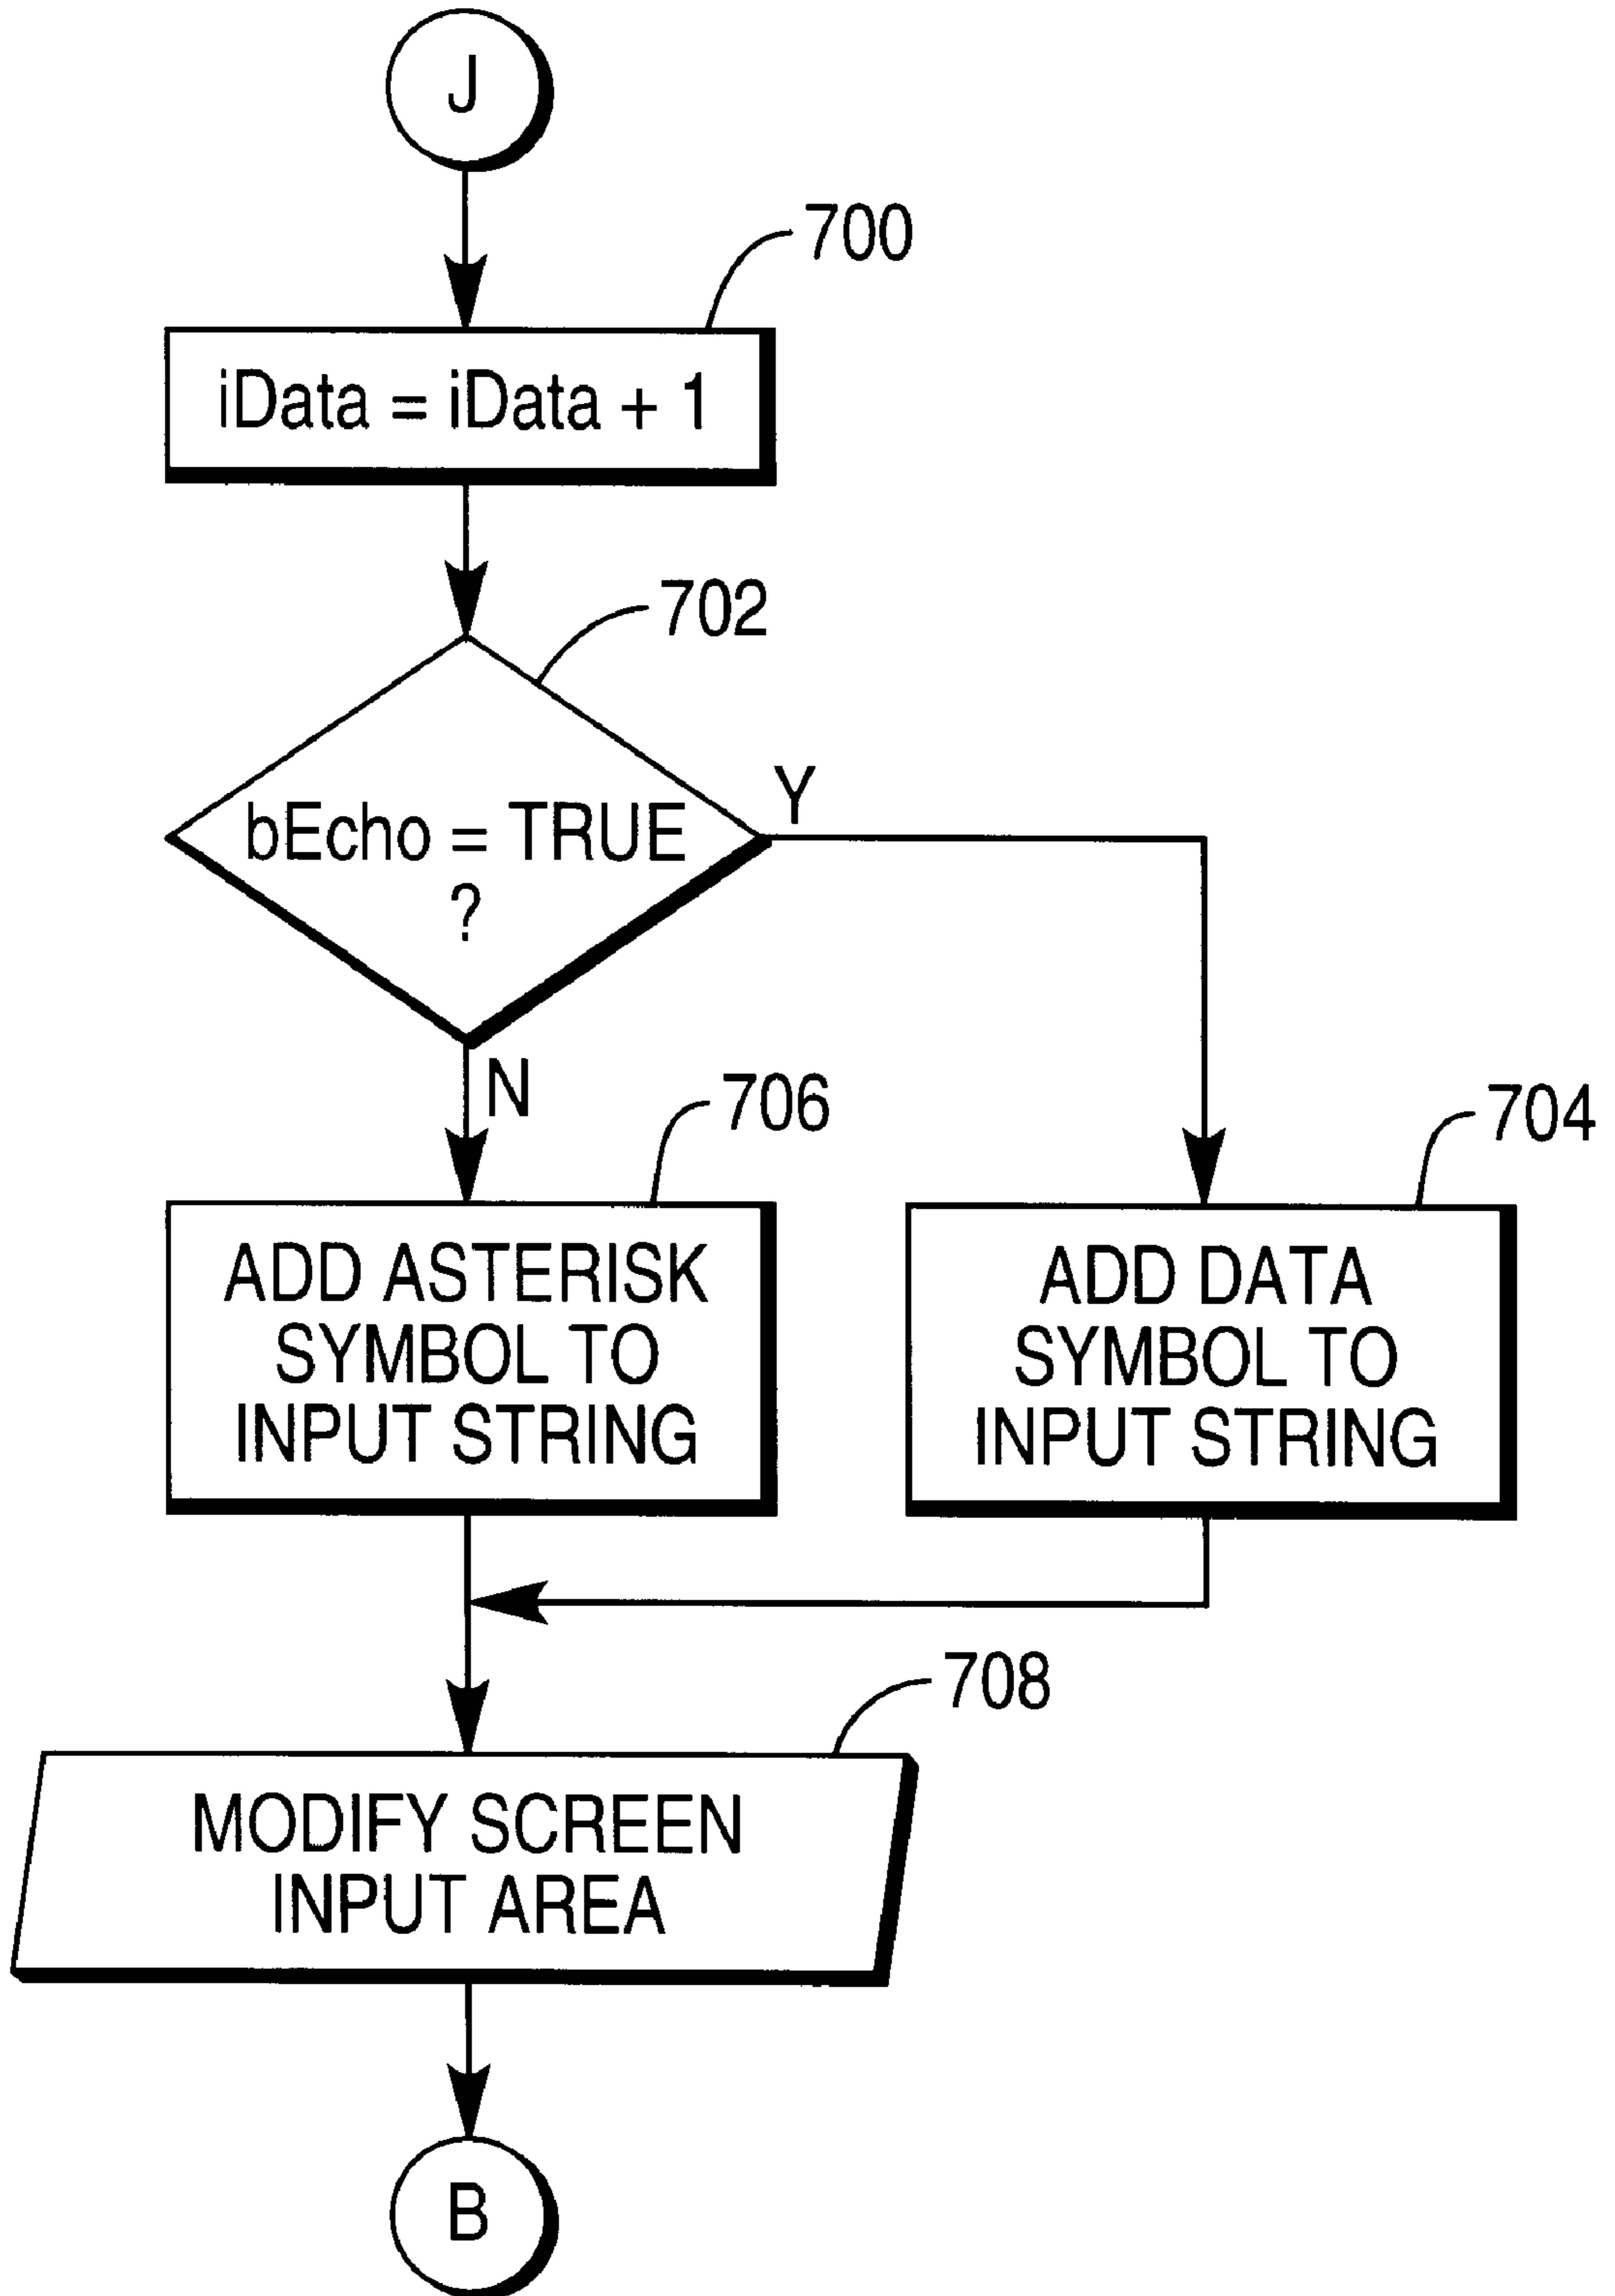 J
700
iData = iData + 1
702
bEcho = TRUE
?
Y
N
706
704
ADD ASTERISK
SYMBOL TO
INPUT STRING
ADD DATA
SYMBOL TO
INPUT STRING
708
MODIFY SCREEN
INPUT AREA
B